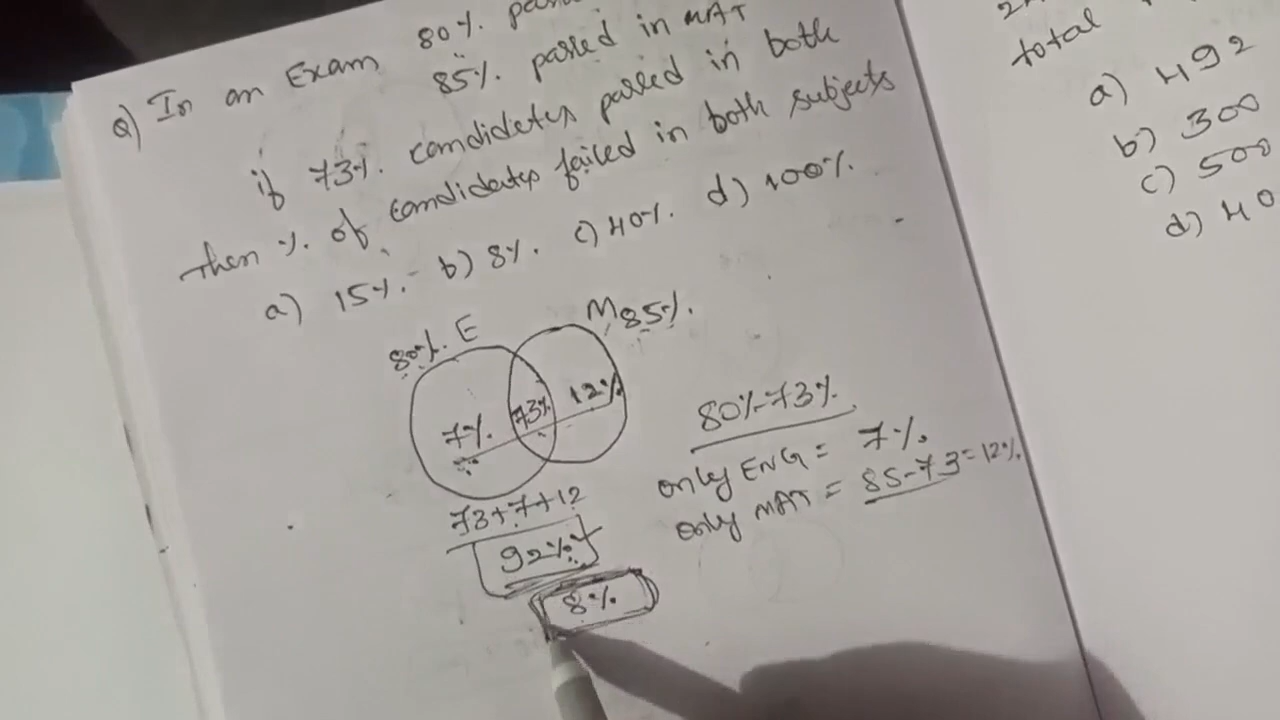 Q) In an Exam 80%.
85%. passed in MAT
if 73%. candidates passed in both
then %. of candidates failed in both subjects
a) 15%. b) 8%. c) 40%. d) 100%.
80%. E
M 85%.
7%. 73% 12%
73+7+12
92%
8%
80%-73%
only ENG = 7%.
only MAT = 85-73=12%
total
a) 492
b) 300
c) 500
d) 40